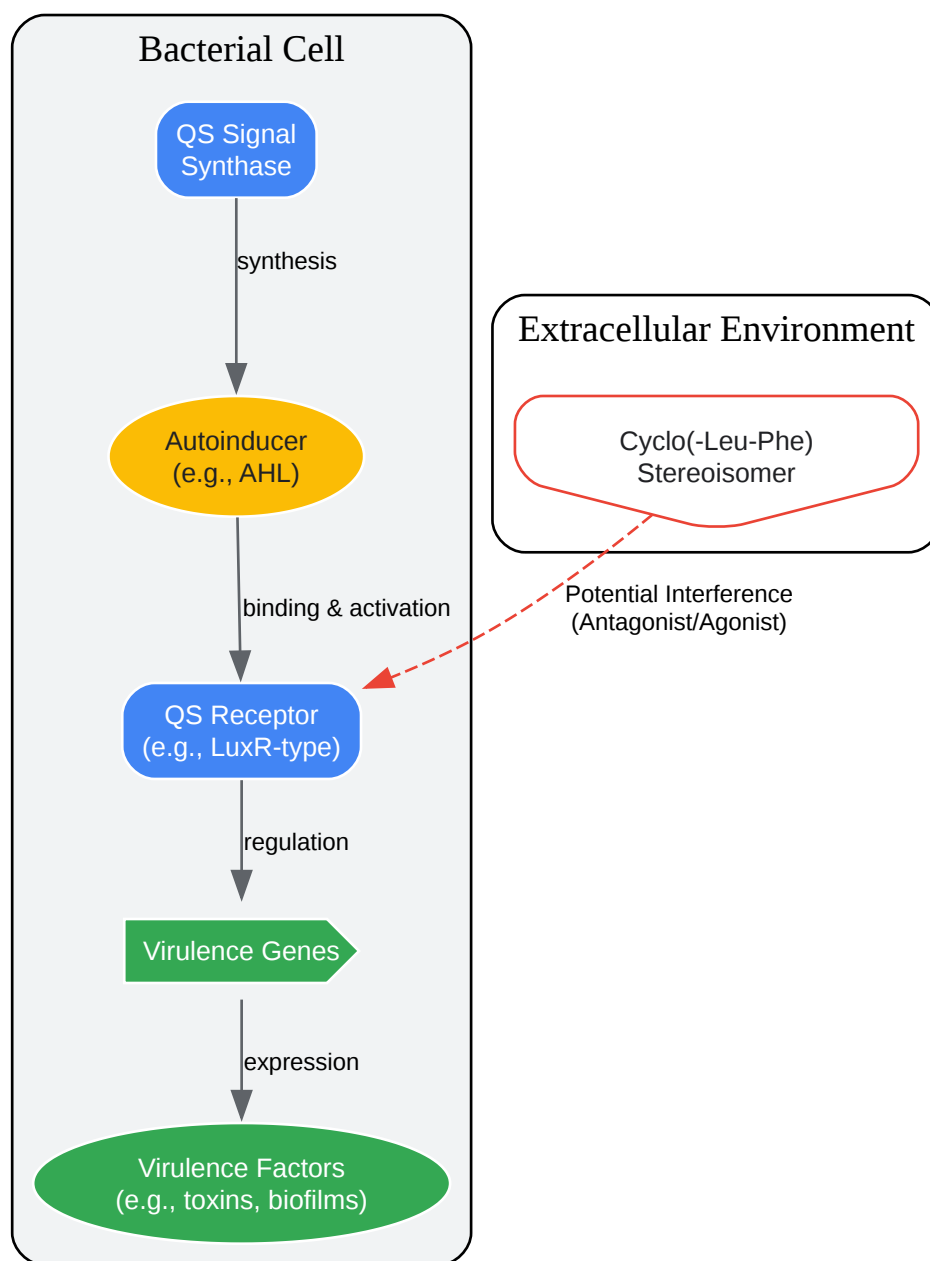 Bacterial Cell
QS Signal
Synthase
synthesis
Extracellular Environment
Autoinducer
(e.g., AHL)
Cyclo(-Leu-Phe)
Stereoisomer
binding & activation
Potential Interference
(Antagonist/Agonist)
QS Receptor
(e.g., LuxR-type)
regulation
Virulence Genes
expression
Virulence Factors
(e.g., toxins, biofilms)